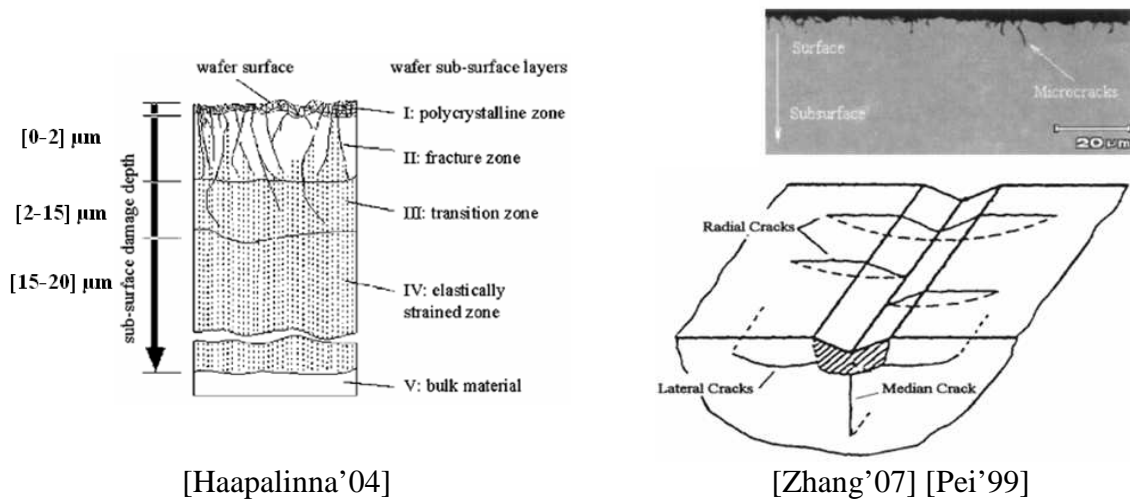 wafer surface
wafer sub-surface layers
I: polycrystalline zone
[0-2] μm
II: fracture zone
[2-15] μm
III: transition zone
[15-20] μm
sub-surface damage depth
IV: elastically
strained zone
V: bulk material
[Haapalinna’04]
Surface
Microcracks
Subsurface
20 μm
Radial Cracks
Lateral Cracks
Median Crack
[Zhang’07] [Pei’99]